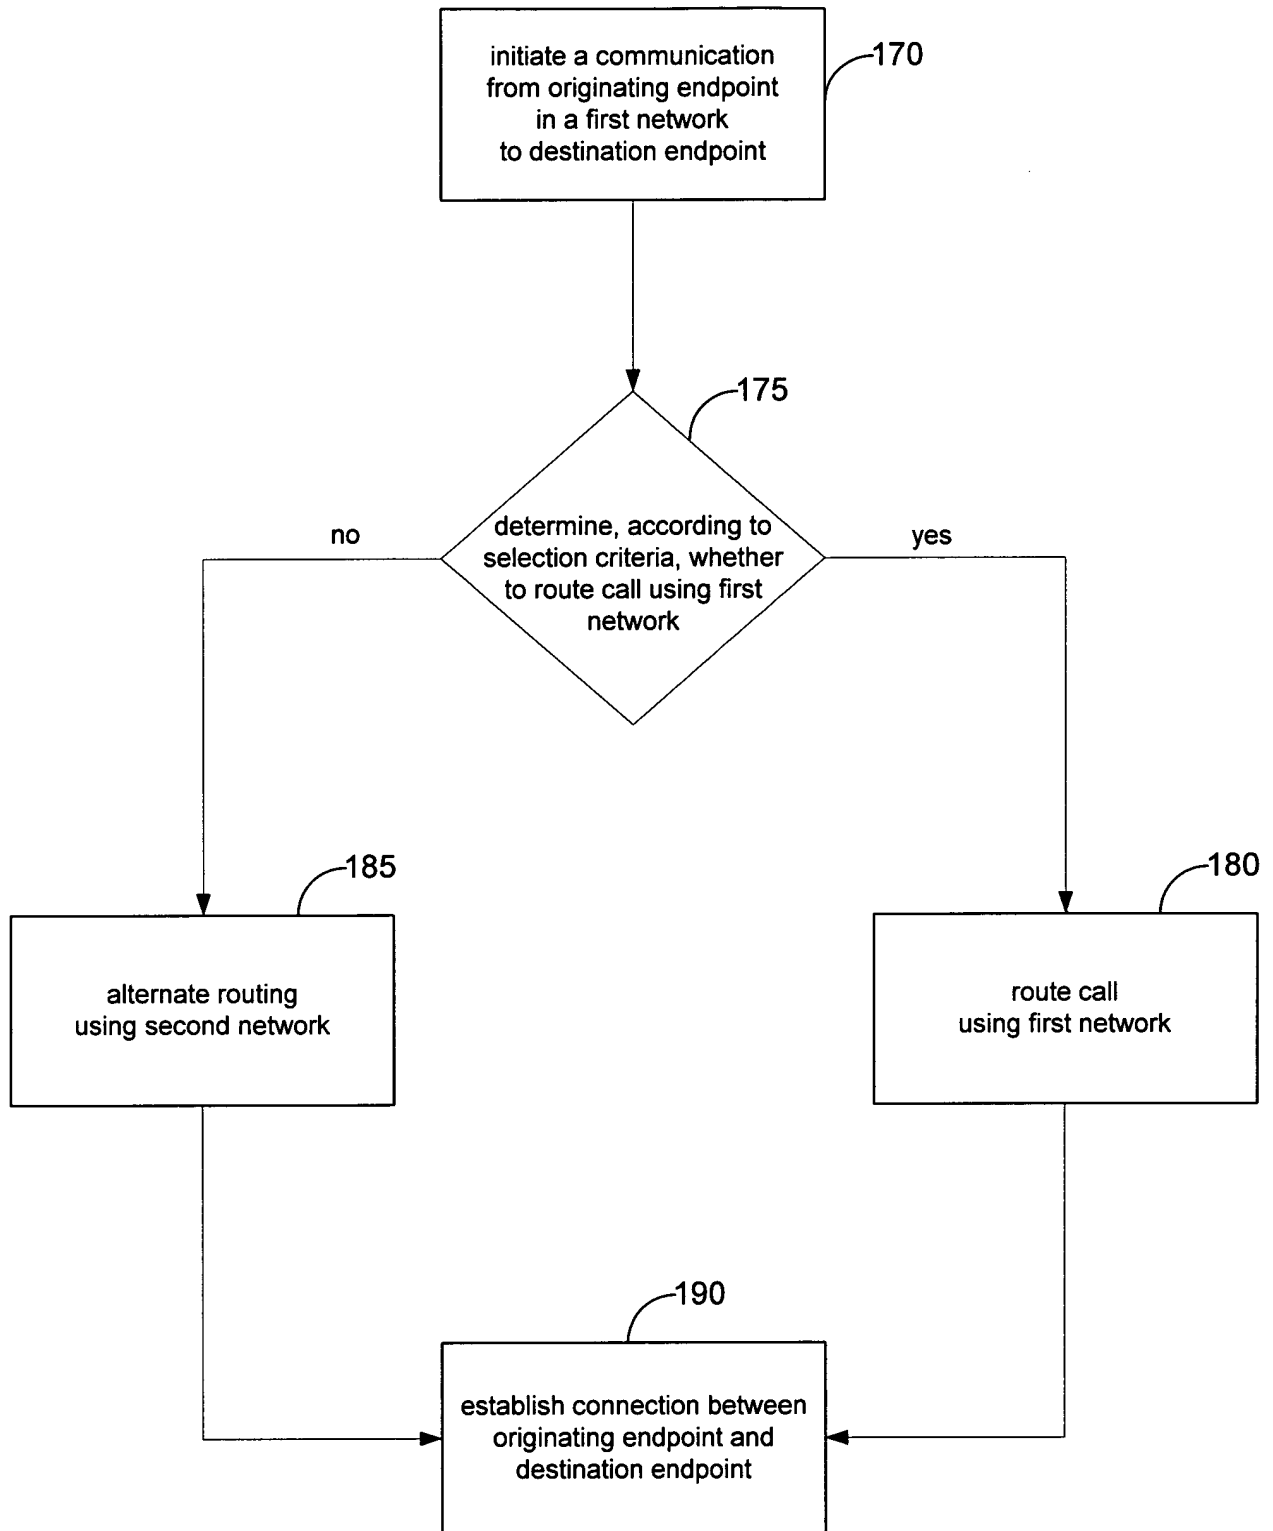 initiate a communication
from originating endpoint
in a first network
to destination endpoint
170
175
no
determine, according to
selection criteria, whether
to route call using first
network
yes
185
180
alternate routing
using second network
route call
using first network
190
establish connection between
originating endpoint and
destination endpoint